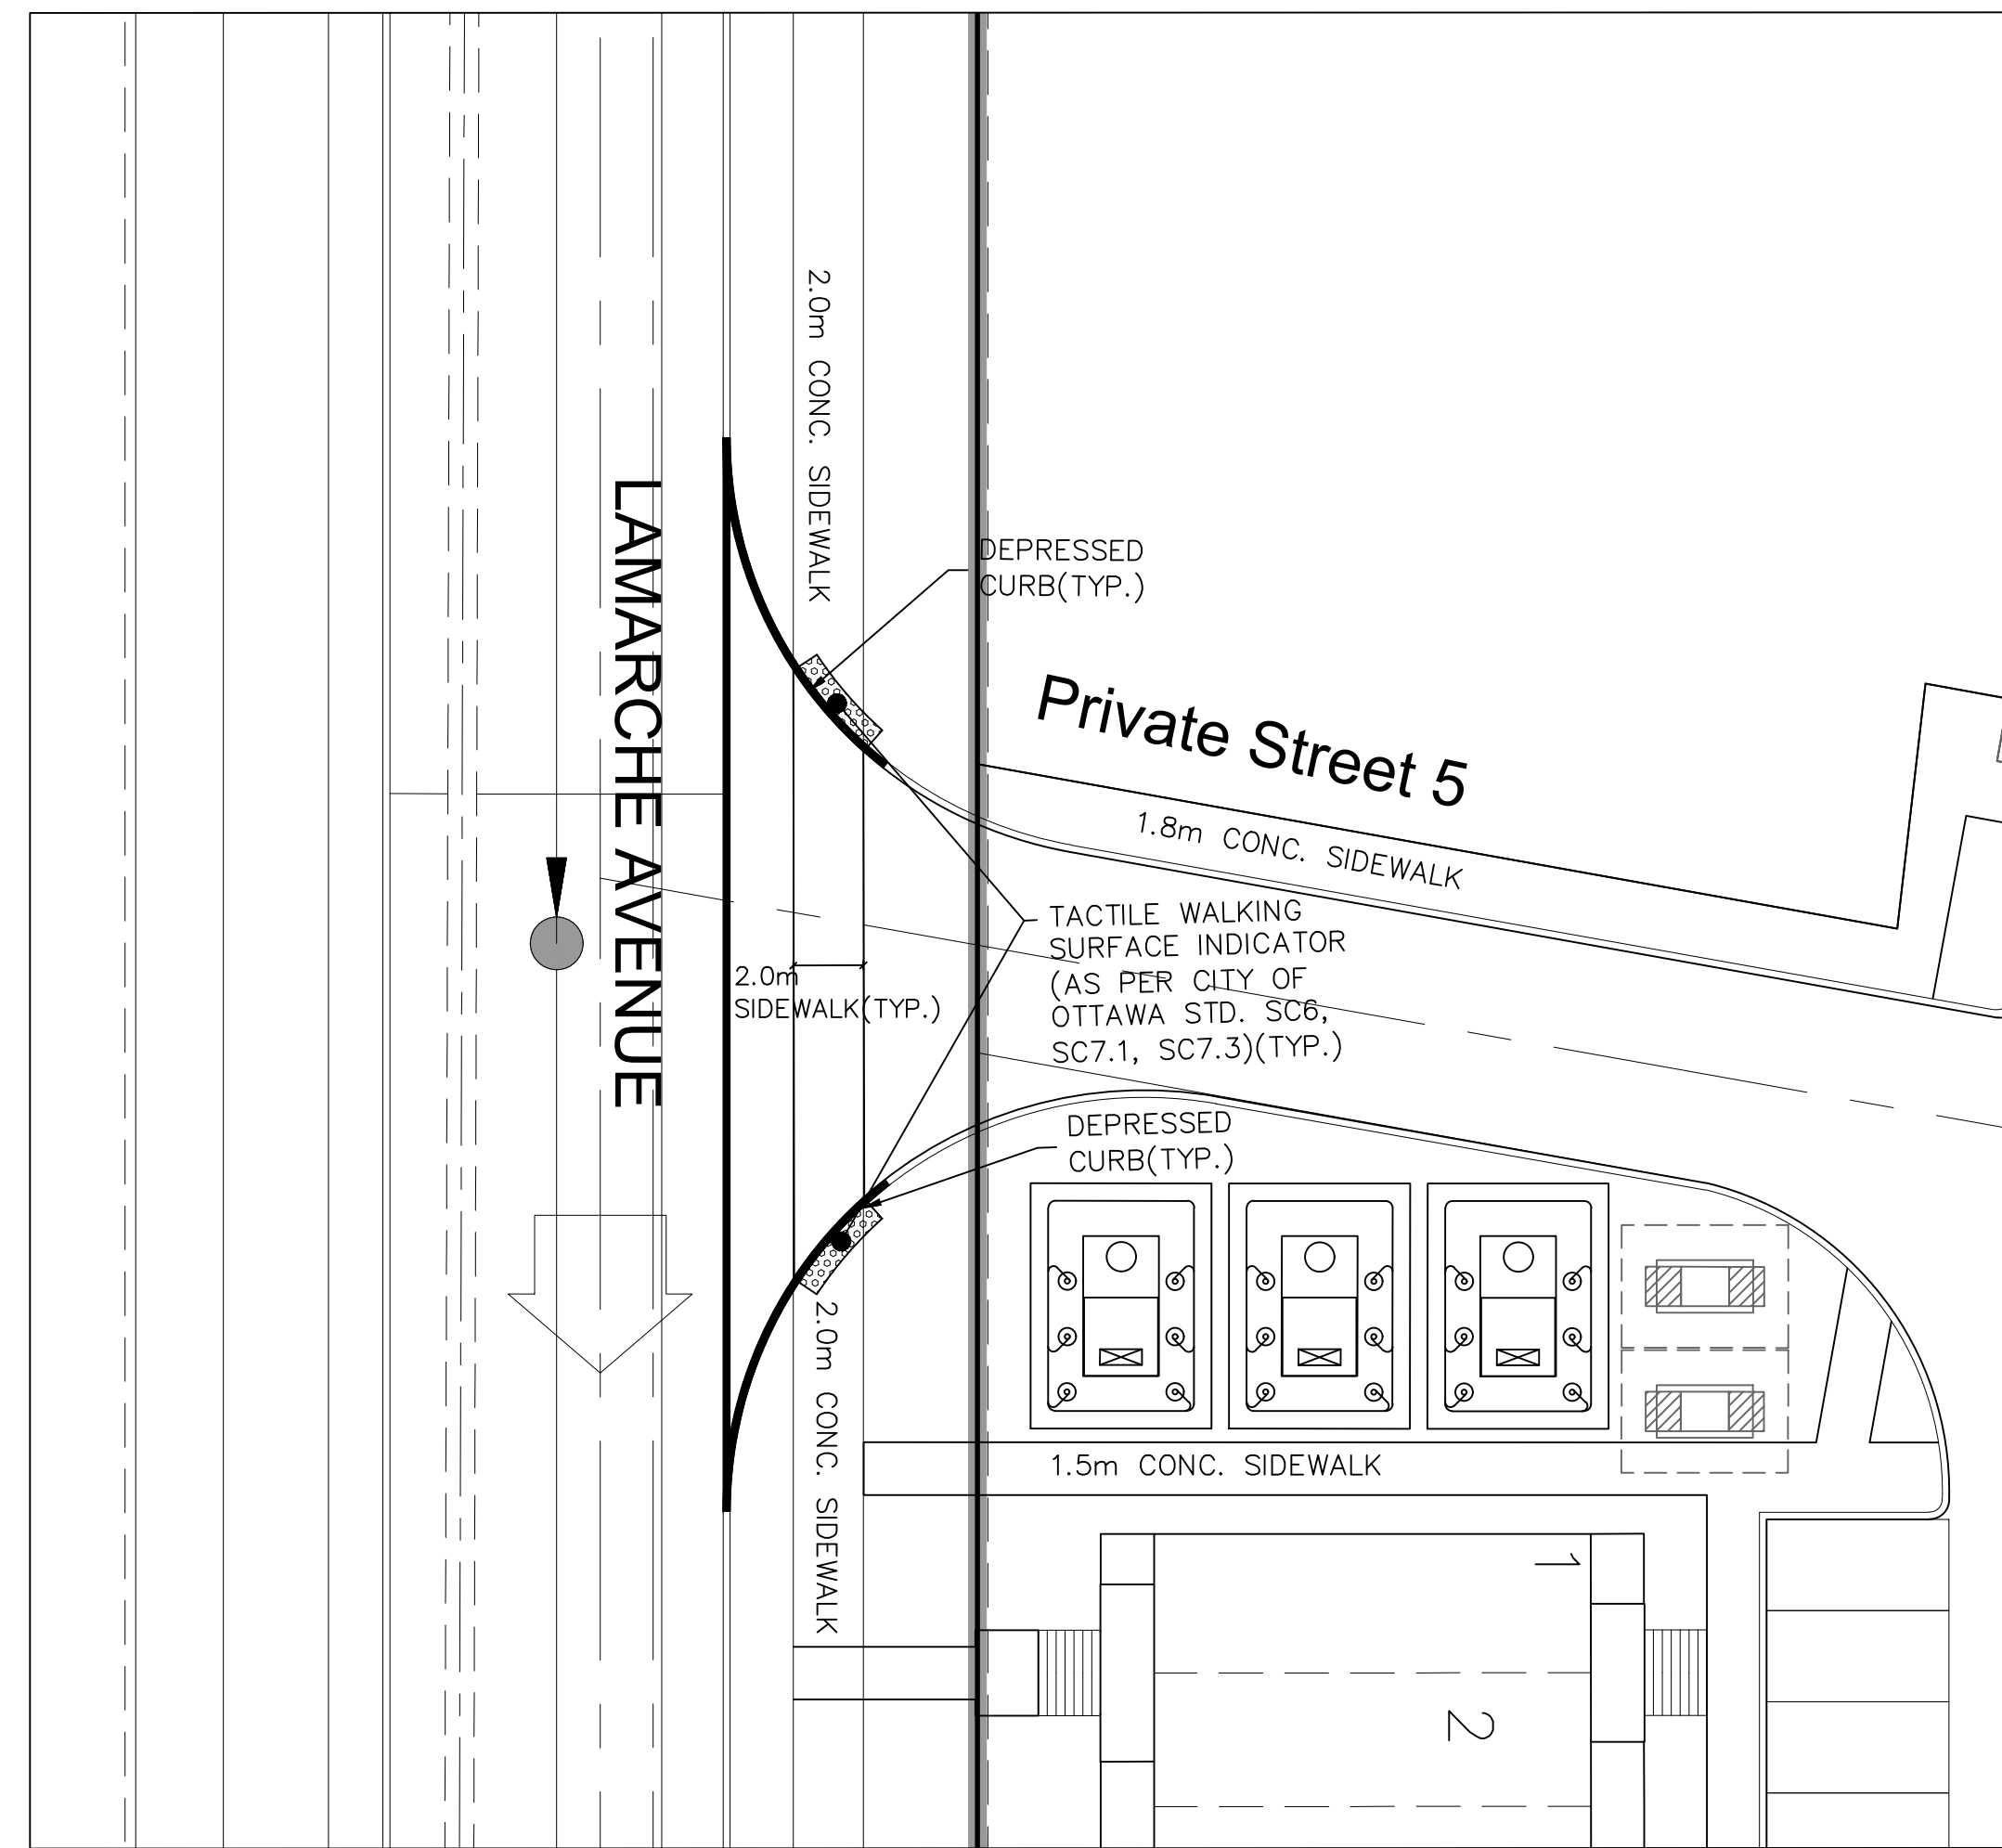 2.0m CONC. SIDEWALK
LAMARCHE AVENUE
DEPRESSED
CURB(TYP.)
Private Street 5
1.8m CONC. SIDEWALK
TACTILE WALKING
SURFACE INDICATOR
(AS PER CITY OF
OTTAWA STD. SC6,
SC7.1, SC7.3)(TYP.)
2.0m
SIDEWALK(TYP.)
DEPRESSED
CURB(TYP.)
2.0m CONC. SIDEWALK
1.5m CONC. SIDEWALK
1
2